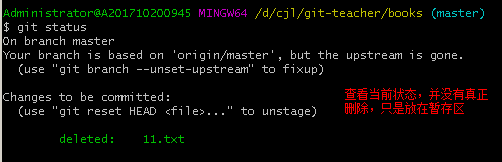 Administrator@A201710200945 MINGW64 /d/cjl/git-teacher/books (master)
$ git status
On branch master
Your branch is based on 'origin/master', but the upstream is gone.
  (use "git branch --unset-upstream" to fixup)
Changes to be committed:
  (use "git reset HEAD <file>..." to unstage)
查看当前状态，并没有真正
删除，只是放在暂存区
        deleted:    11.txt